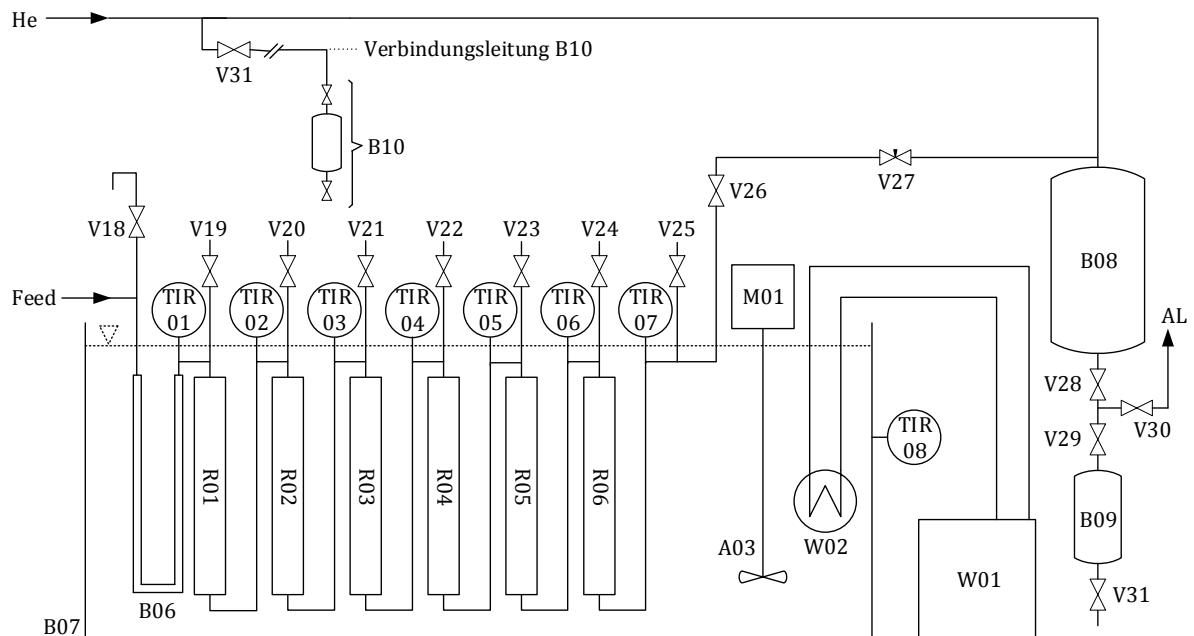 He
V31
Verbindungsleitung B10
B10
V26
V27
V18
V19
V20
V21
V22
V23
V24
V25
B08
Feed
TIR
01
TIR
02
TIR
03
TIR
04
TIR
05
TIR
06
TIR
07
M01
AL
V28
V30
V29
TIR
08
R01
R02
R03
R04
R05
R06
B09
A03
W02
W01
V31
B06
B07